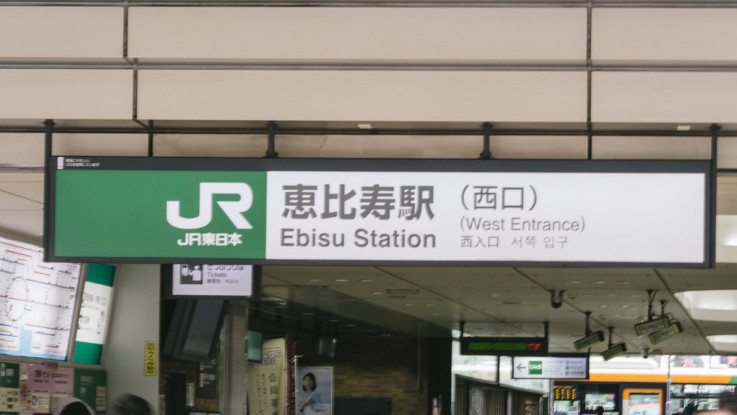 JR
JR東日本
恵比寿駅
(西口)
Ebisu Station
(West Entrance)
西入口 서쪽 입구
Tickets